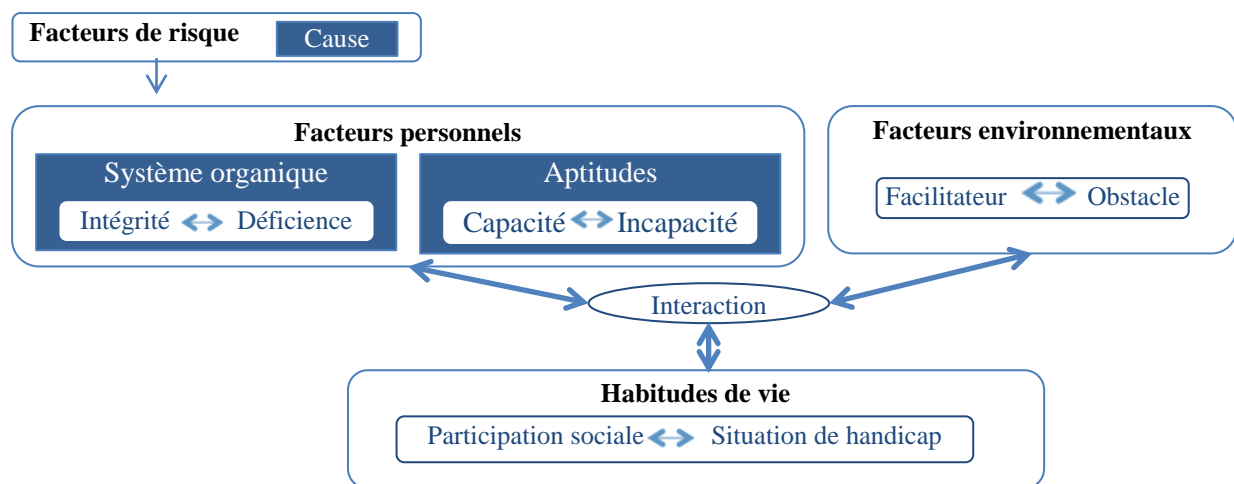 Facteurs de risque
Cause
Facteurs personnels
Système organique
Intégrité Déficience
Aptitudes
Capacité Incapacité
Facteurs environnementaux
Facilitateur Obstacle
Interaction
Habitudes de vie
Participation sociale Situation de handicap